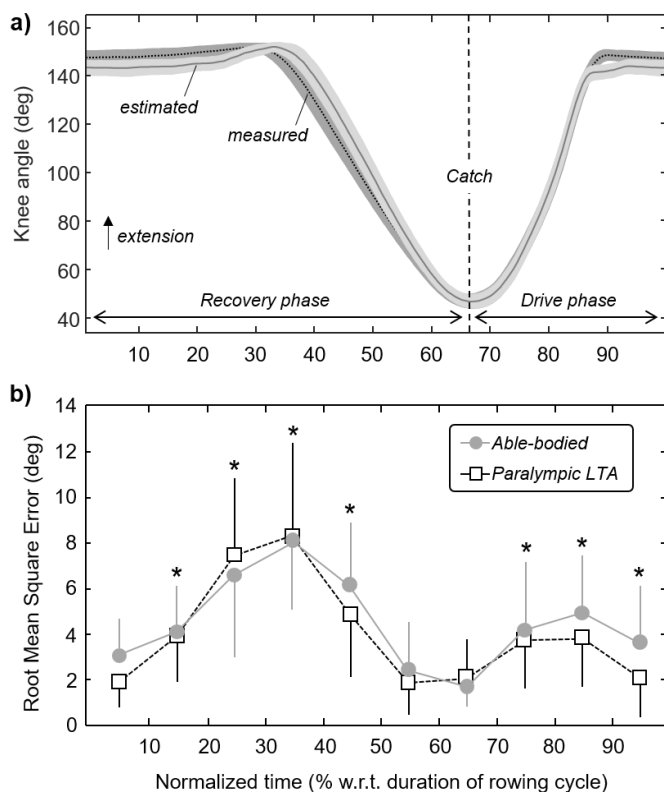 a)
160
140
120
100
80
60
40
Knee angle (deg)
estimated
measured
Catch
extension
Recovery phase
Drive phase
10 20 30 40 50 60 70 80 90
b)
14
12
10
8
6
4
2
0
Root Mean Square Error (deg)
Able-bodied
Paralympic LTA
*
*
*
*
*
*
*
10 20 30 40 50 60 70 80 90
Normalized time (% w.r.t. duration of rowing cycle)